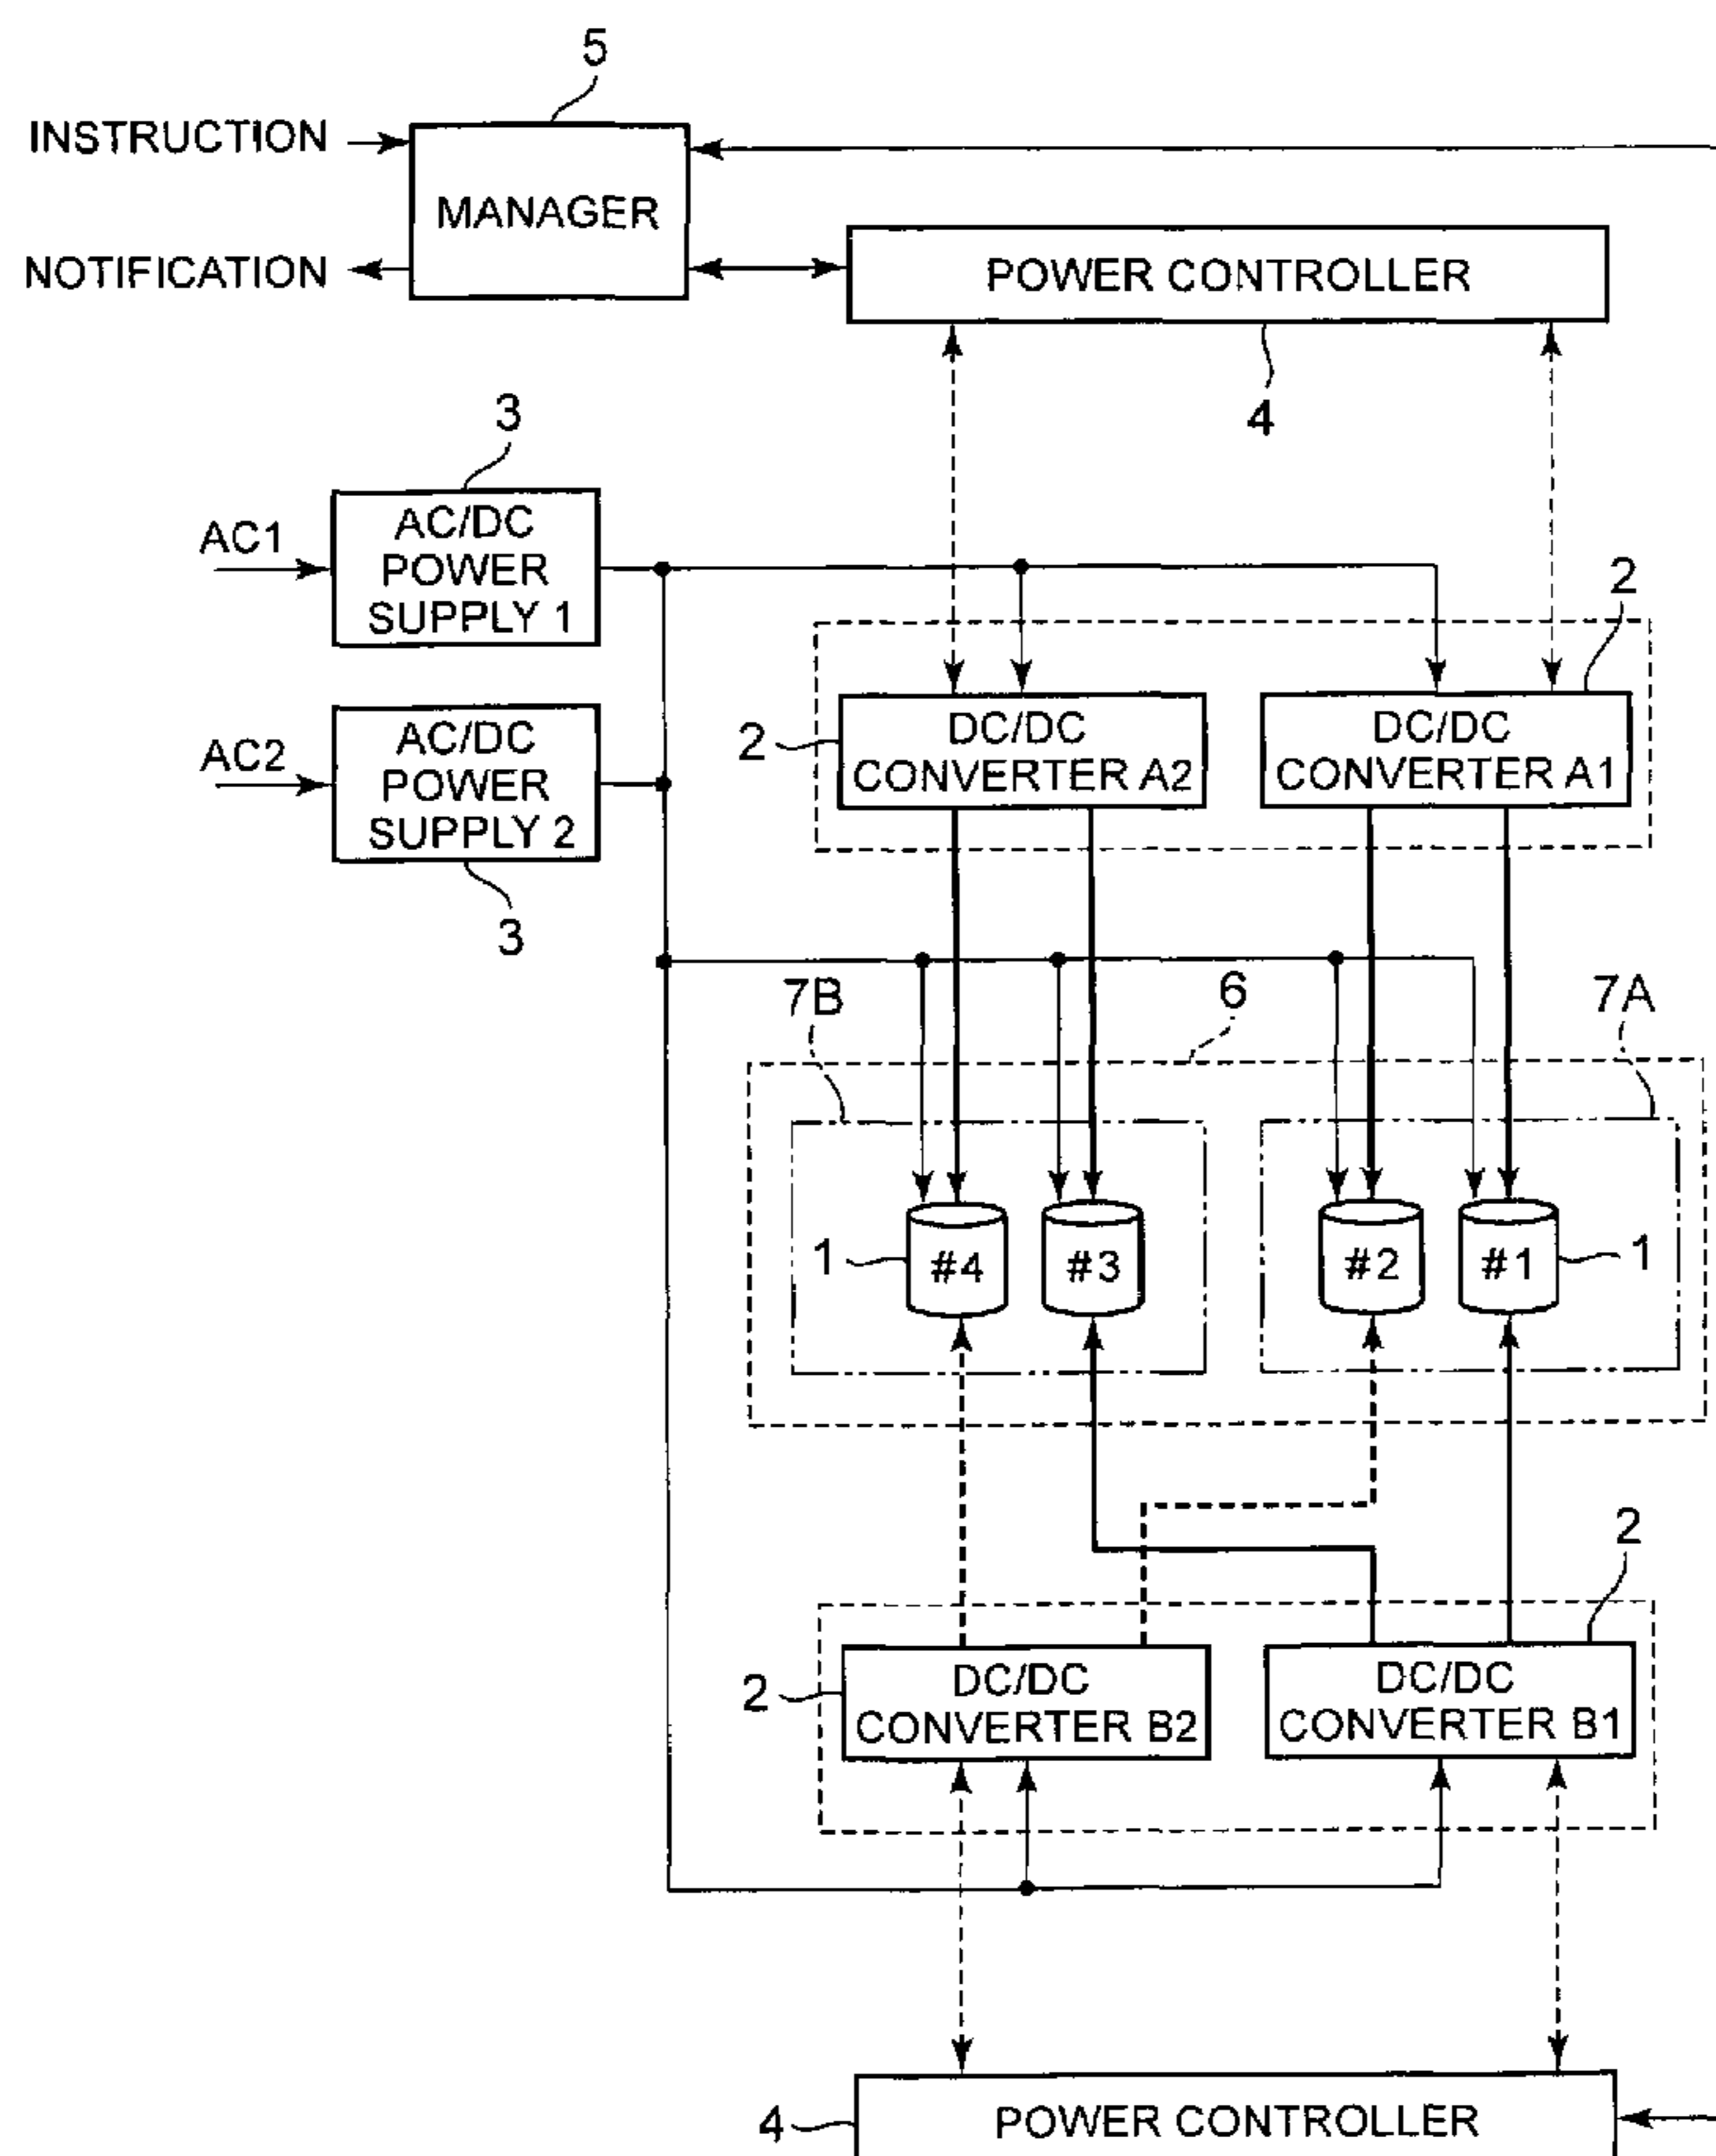 5
INSTRUCTION
MANAGER
NOTIFICATION
POWER CONTROLLER
4
3
AC1
AC/DC
POWER
SUPPLY 1
2
AC2
AC/DC
POWER
SUPPLY 2
3
2
DC/DC
CONVERTER A2
DC/DC
CONVERTER A1
7B
6
7A
1
#4
#3
#2
#1
1
2
2
DC/DC
CONVERTER B2
DC/DC
CONVERTER B1
4
POWER CONTROLLER